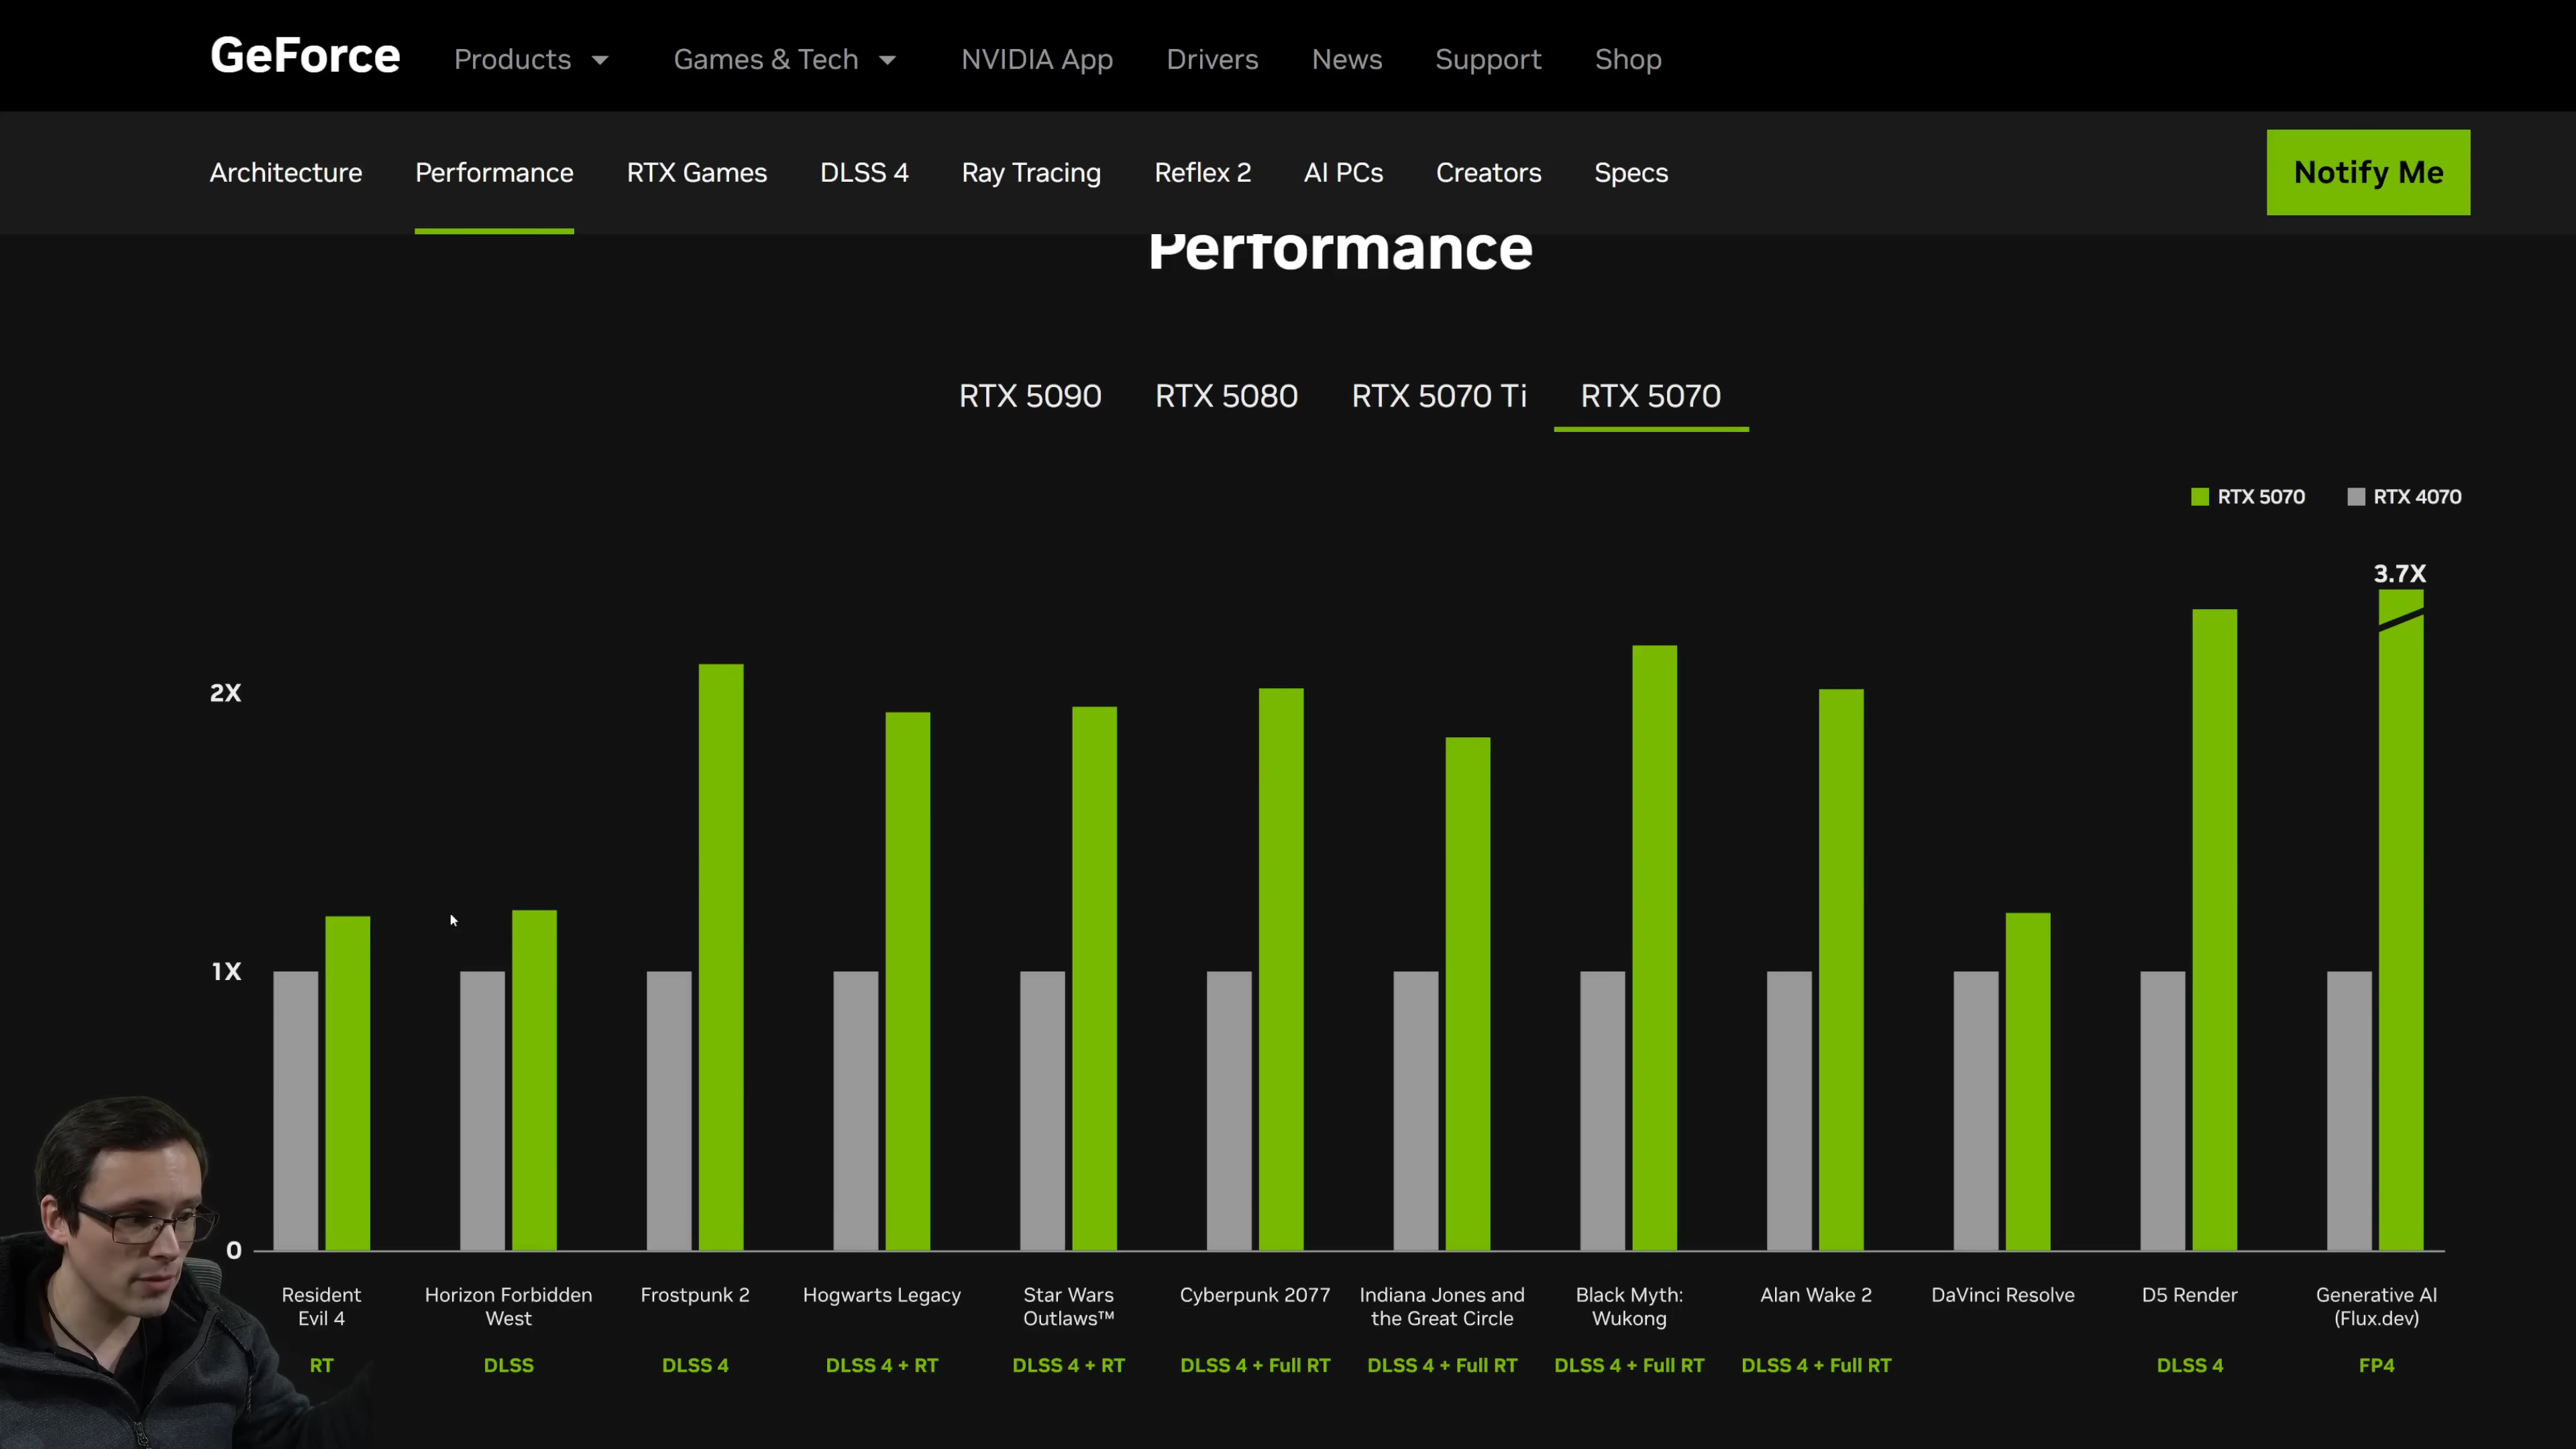 GeForce Products Games & Tech NVIDIA App Drivers News Support Shop
Architecture Performance RTX Games DLSS 4 Ray Tracing Reflex 2 AI PCs Creators Specs Notify Me
Performance
RTX 5090 RTX 5080 RTX 5070 Ti RTX 5070
RTX 5070 RTX 4070
3.7X
2X
1X
0
Resident
Evil 4
RT
Horizon Forbidden
West
DLSS
Frostpunk 2
DLSS 4
Hogwarts Legacy
DLSS 4 + RT
Star Wars
Outlaws™
DLSS 4 + RT
Cyberpunk 2077
DLSS 4 + Full RT
Indiana Jones and
the Great Circle
DLSS 4 + Full RT
Black Myth:
Wukong
DLSS 4 + Full RT
Alan Wake 2
DLSS 4 + Full RT
DaVinci Resolve
D5 Render
DLSS 4
Generative AI
(Flux.dev)
FP4